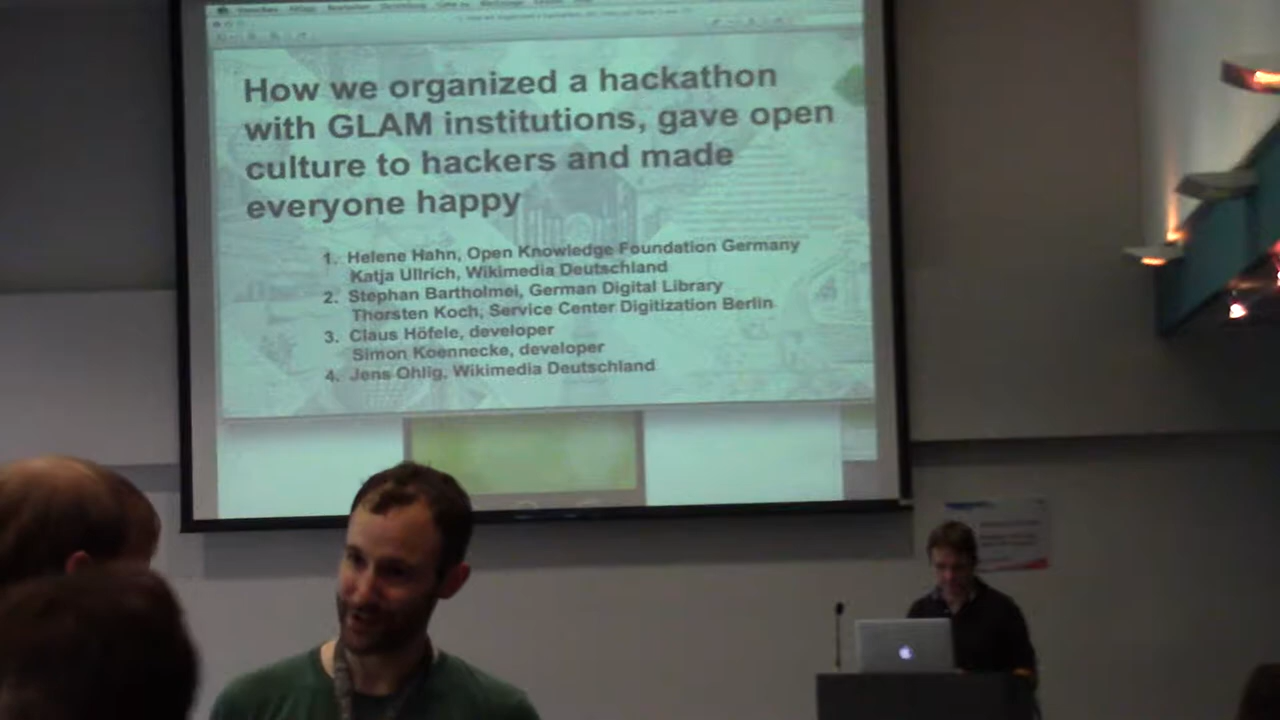 How we organized a hackathon
with GLAM institutions, gave open
culture to hackers and made
everyone happy
1. Helene Hahn, Open Knowledge Foundation Germany
Katja Ullrich, Wikimedia Deutschland
2. Stephan Bartholmei, German Digital Library
Thorsten Koch, Service Center Digitization Berlin
3. Claus Höfele, developer
Simon Koennecke, developer
4. Jens Ohlig, Wikimedia Deutschland